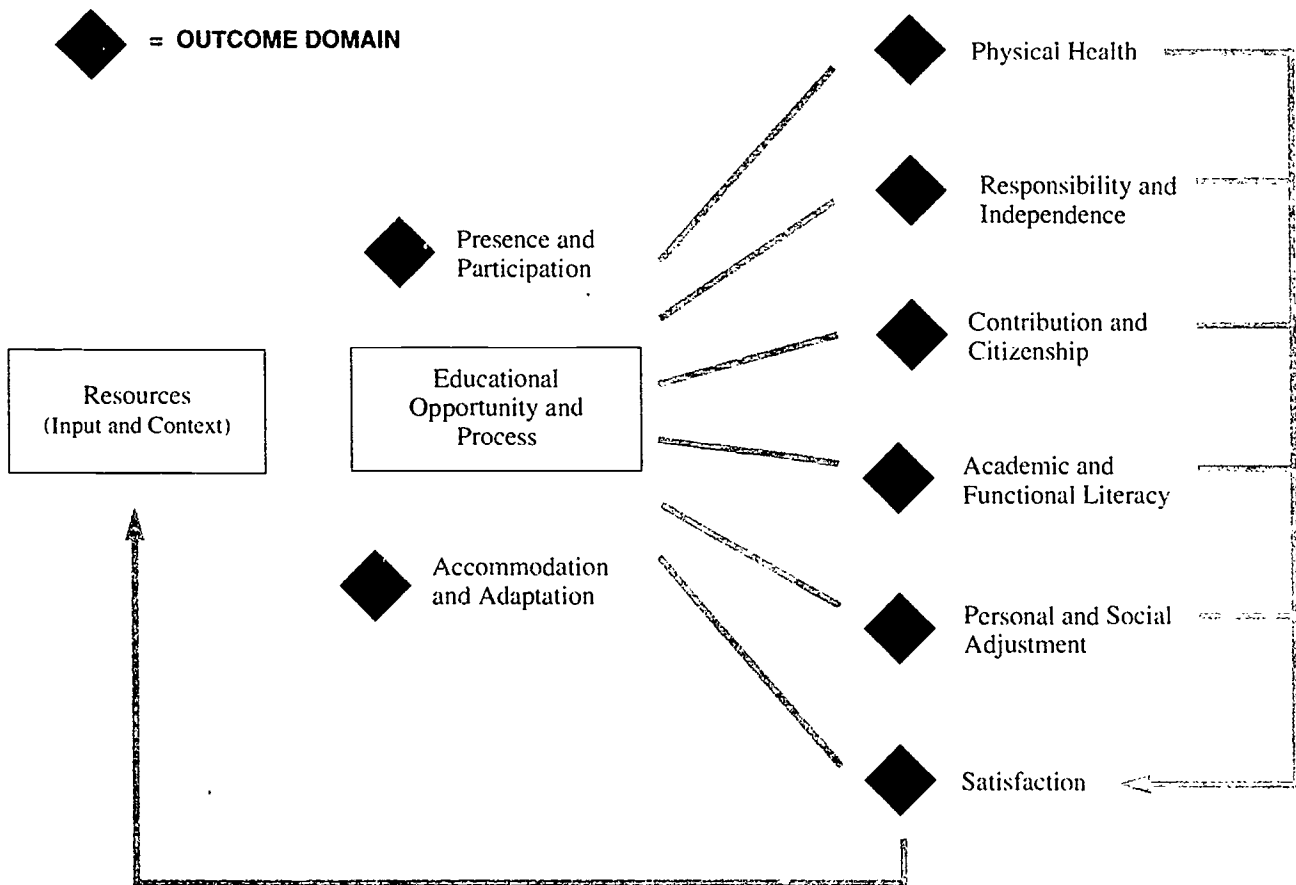 = OUTCOME DOMAIN
Physical Health
Responsibility and
Independence
Presence and
Participation
Contribution and
Citizenship
Resources
(Input and Context)
Educational
Opportunity and
Process
Academic and
Functional Literacy
Accommodation
and Adaptation
Personal and Social
Adjustment
Satisfaction